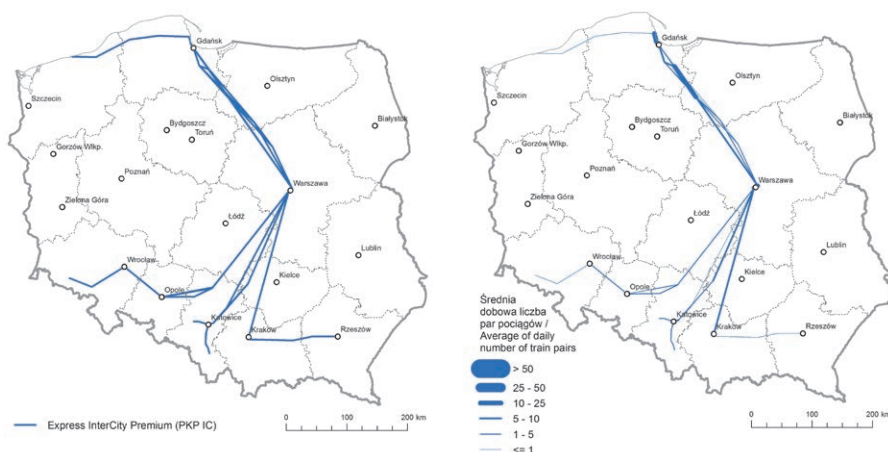 Gdańsk
Olsztyn
Szczecin
Białystok
Bydgoszcz
Toruń
Gorzów Wlkp.
Poznań
Warszawa
Zielona Góra
Łódź
Lublin
Wrocław
Kielce
Opole
Katowice
Kraków
Rzeszów
Express InterCity Premium (PKP IC)
0 100 200 km
Gdańsk
Olsztyn
Szczecin
Białystok
Bydgoszcz
Toruń
Gorzów Wlkp.
Poznań
Warszawa
Zielona Góra
Łódź
Lublin
Wrocław
Kielce
Opole
Katowice
Kraków
Rzeszów
Średnia
dobowa liczba
par pociągów /
Average of daily
number of train pairs
> 50
25 - 50
10 - 25
5 - 10
1 - 5
<= 1
0 100 200 km